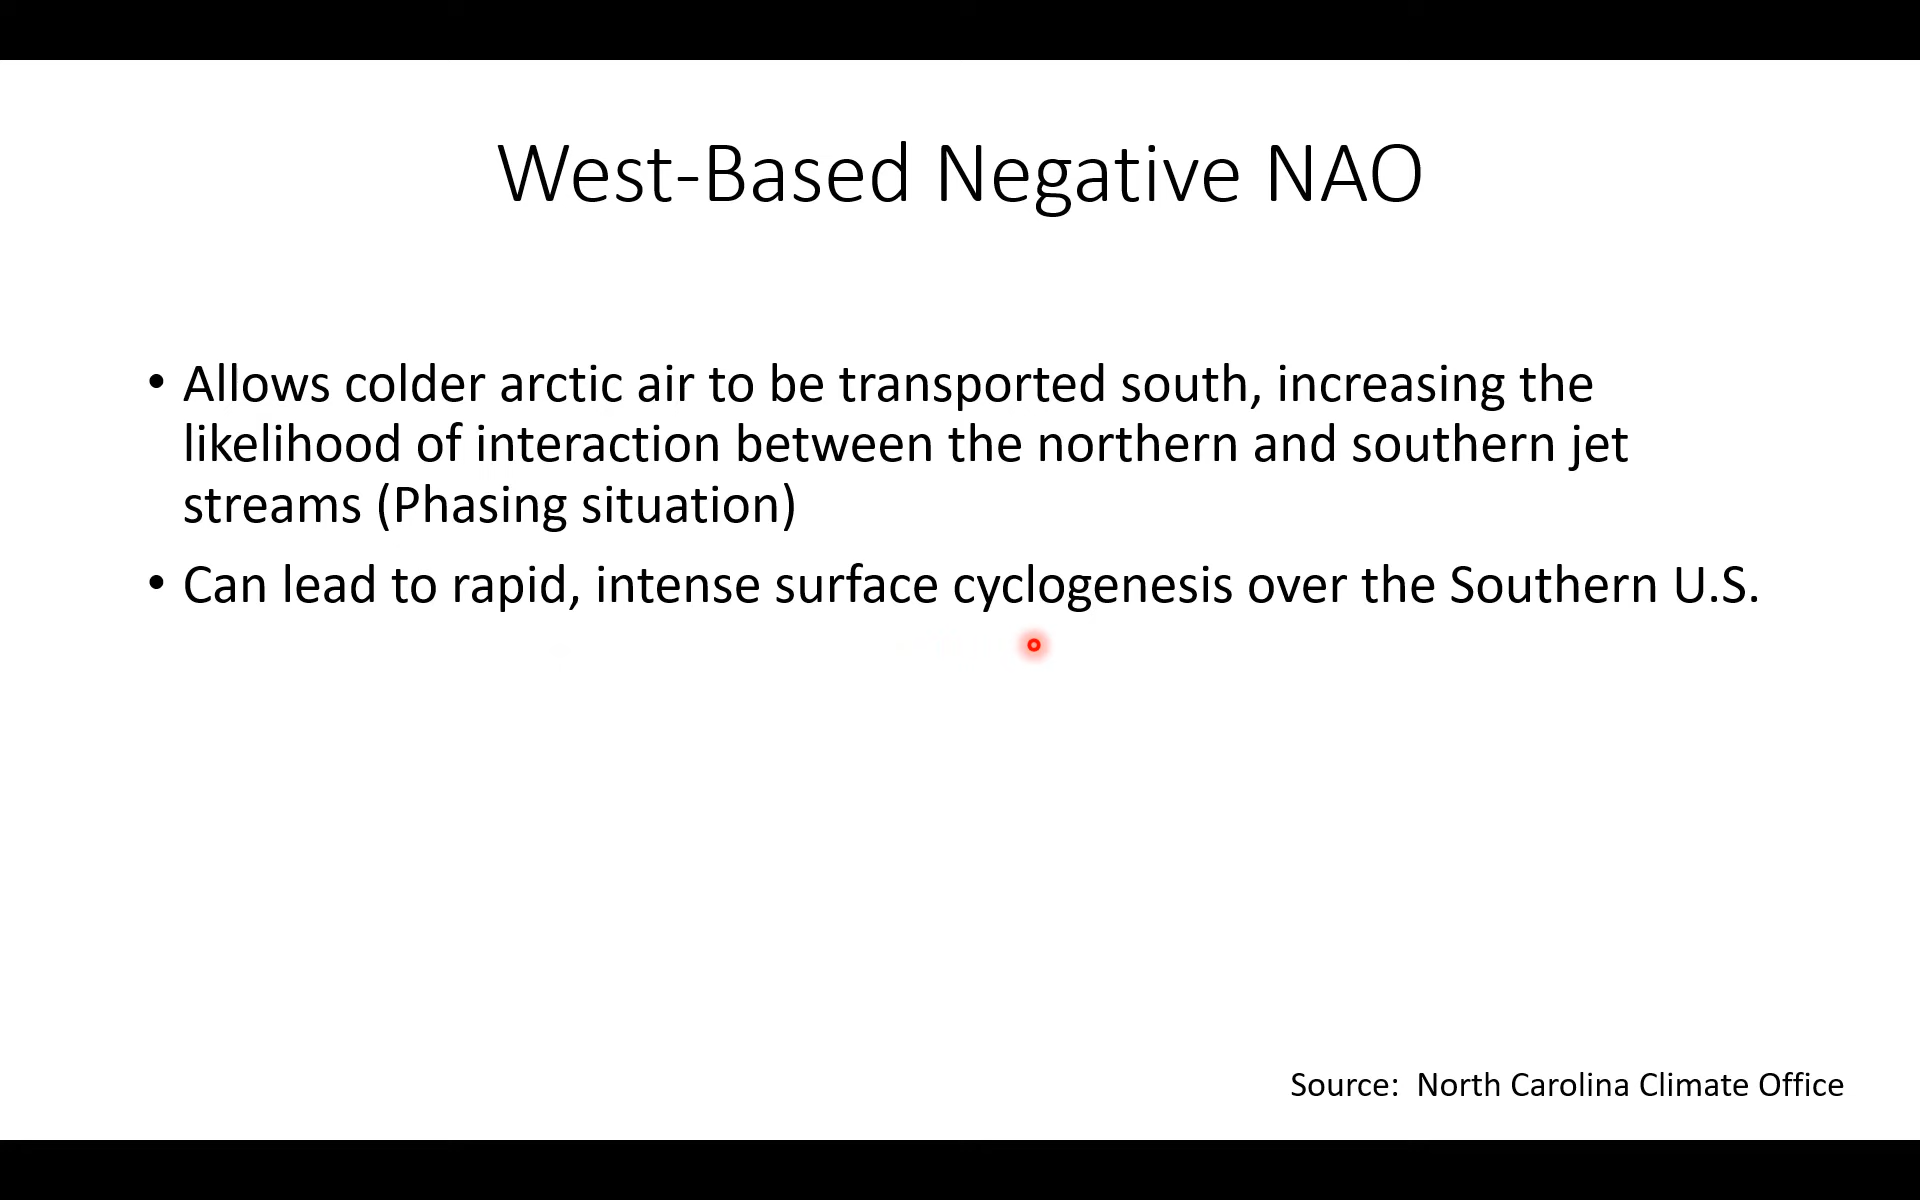 West-Based Negative NAO
• Allows colder arctic air to be transported south, increasing the
likelihood of interaction between the northern and southern jet
streams (Phasing situation)
• Can lead to rapid, intense surface cyclogenesis over the Southern U.S.
Source:  North Carolina Climate Office